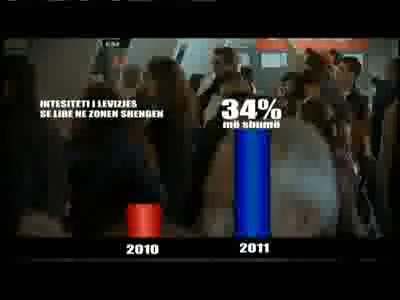 INTESITETI I LEVIZJES
SE LIRE NE ZONEN SHENGEN
34%
më shumë
2010
2011